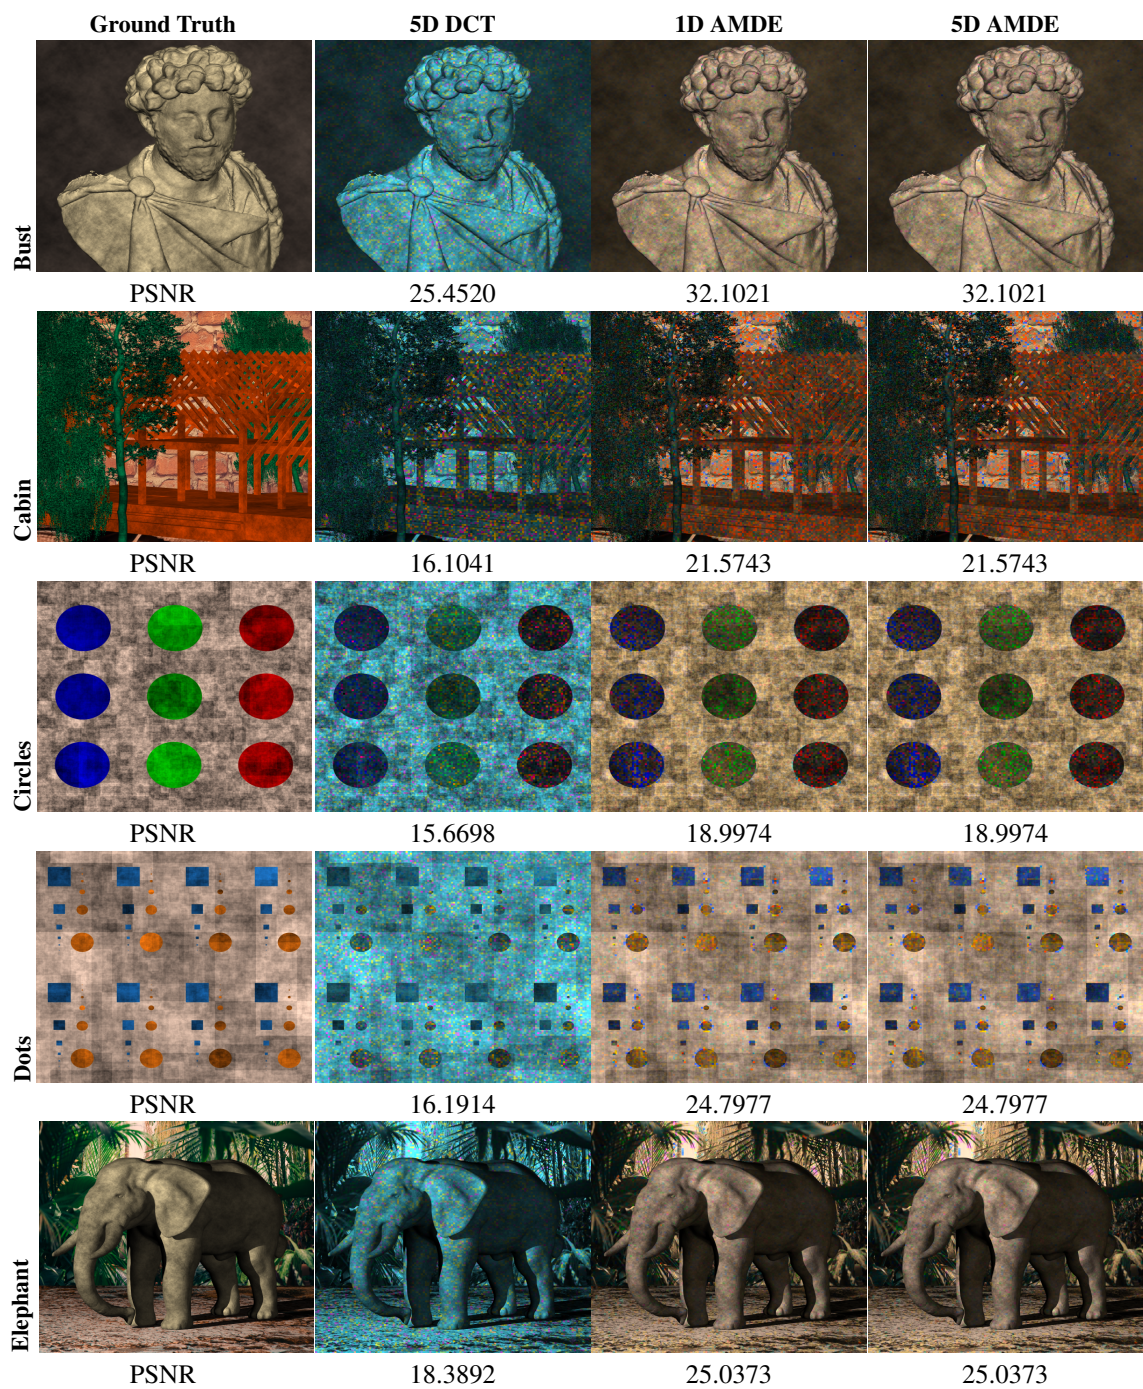 Ground Truth 5D DCT 1D AMDE 5D AMDE
Bust
PSNR 25.4520 32.1021 32.1021
Cabin
PSNR 16.1041 21.5743 21.5743
Circles
PSNR 15.6698 18.9974 18.9974
Dots
PSNR 16.1914 24.7977 24.7977
Elephant
PSNR 18.3892 25.0373 25.0373